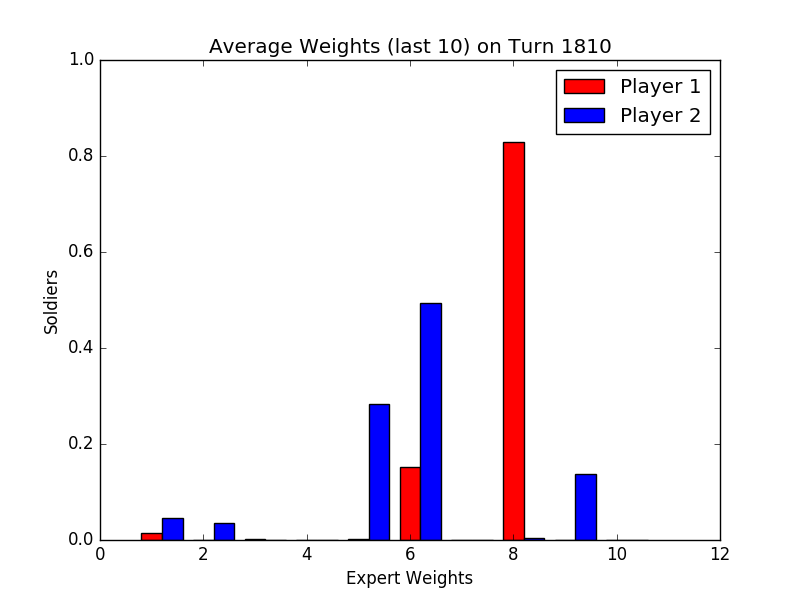 Average Weights (last 10) on Turn 1810
1.0
Player 1
Player 2
0.8
0.6
Soldiers
0.4
0.2
0.0
0 2 4 6 8 10 12
Expert Weights